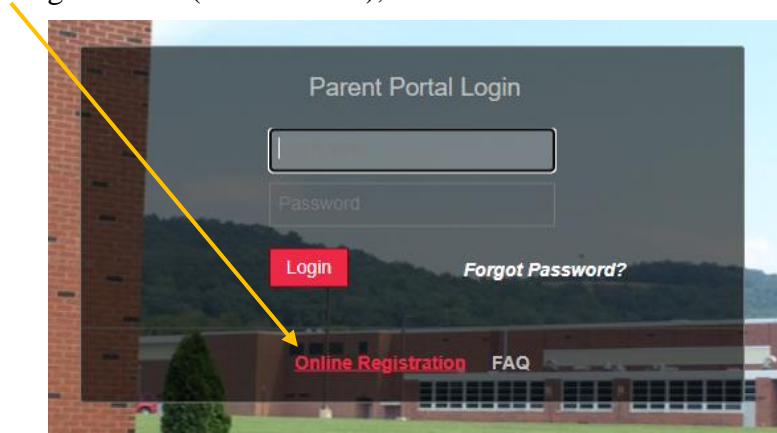 Parent Portal Login
Password
Login
Forgot Password?
Online Registration
FAQ